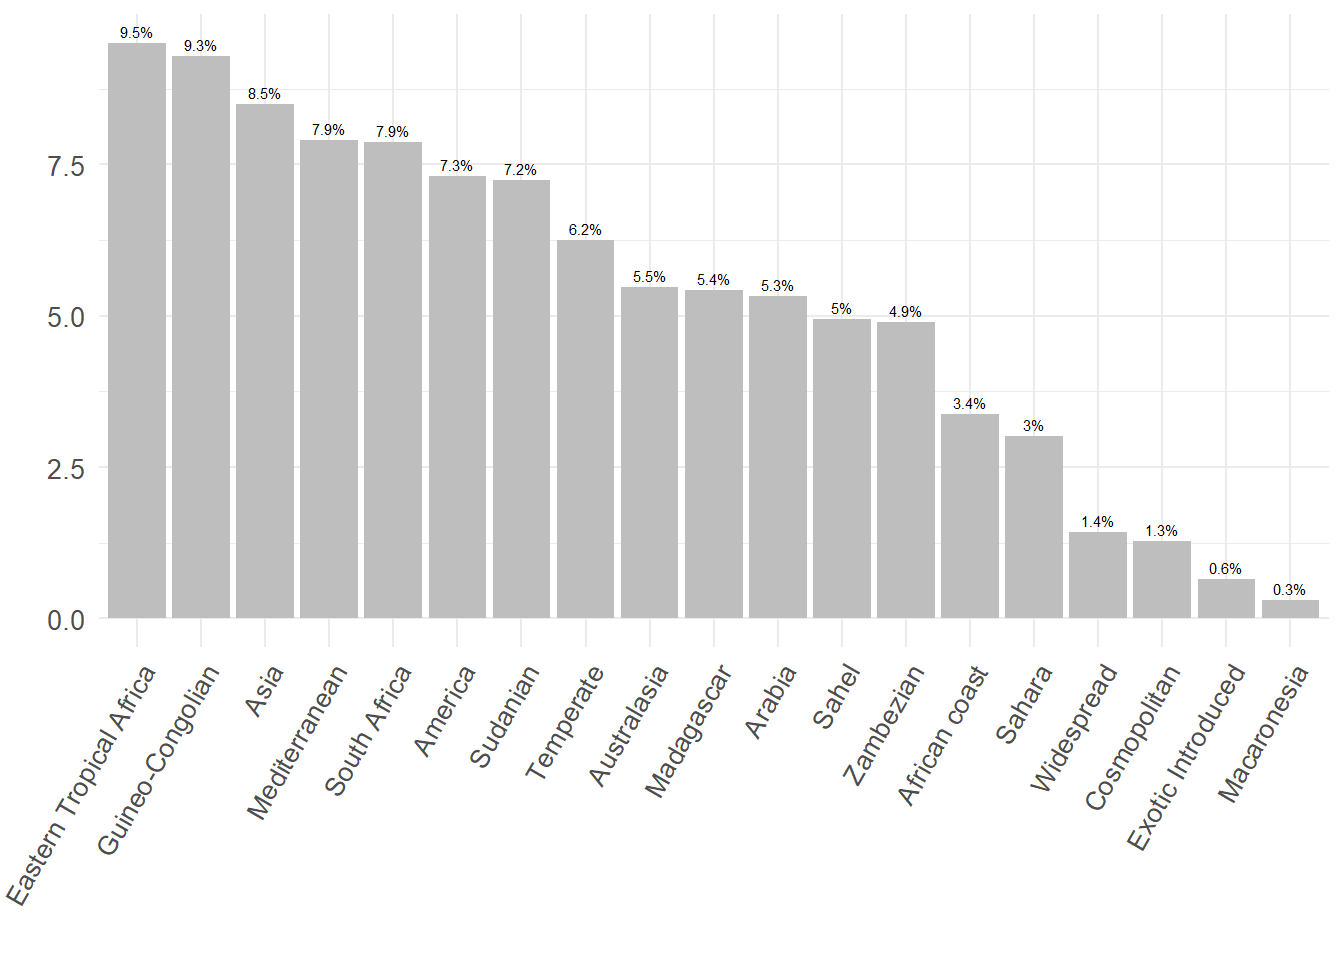 9.5%
9.3%
8.5%
7.9%
7.9%
7.3%
7.2%
6.2%
5.5%
5.4%
5.3%
5%
4.9%
3.4%
3%
1.4%
1.3%
0.6%
0.3%
7.5
5.0
2.5
0.0
Eastern Tropical Africa
Guineo-Congolian
Asia
Mediterranean
South Africa
America
Sudanian
Temperate
Australasia
Madagascar
Arabia
Sahel
Zambezian
African coast
Sahara
Widespread
Cosmopolitan
Exotic Introduced
Macaronesia